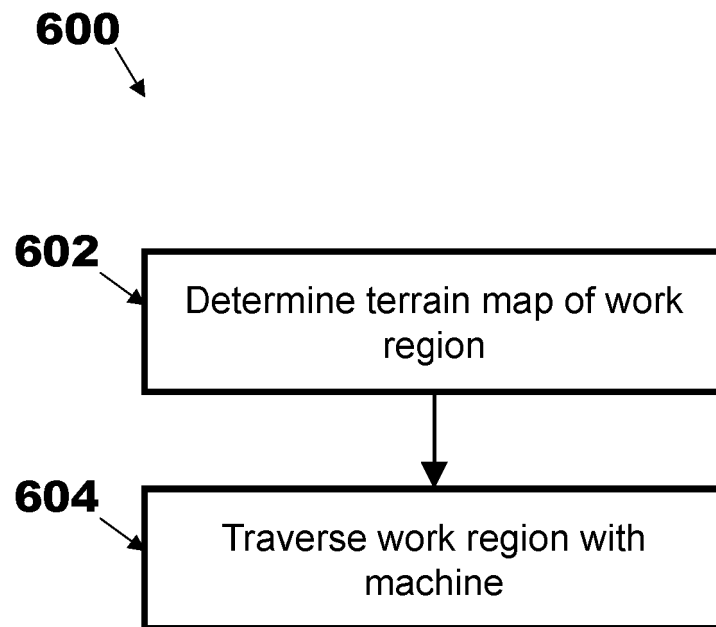 600
602
Determine terrain map of work
region
604
Traverse work region with
machine